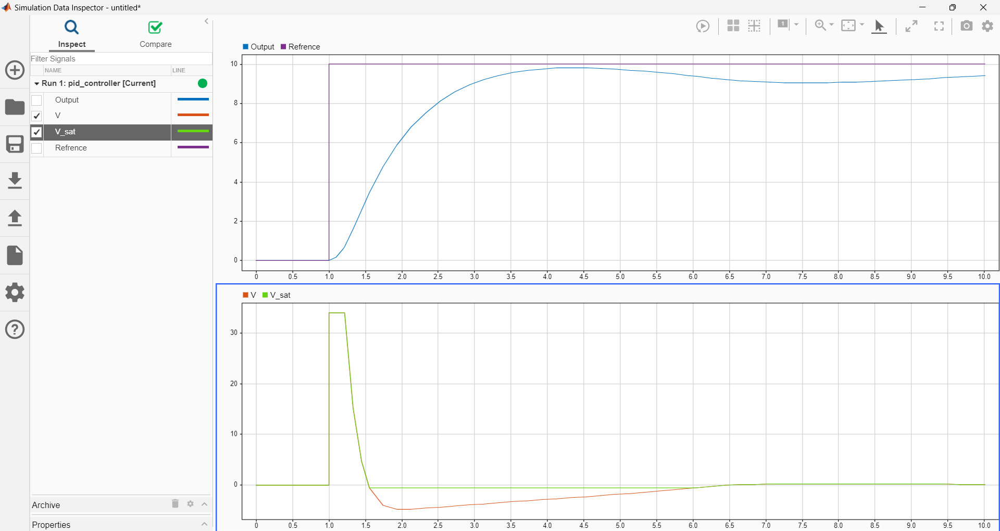 Simulation Data Inspector - untitled*
Inspect
Compare
Filter Signals
NAME LINE
Run 1: pid_controller [Current]
Output
V
V_sat
Refrence
Archive
Properties
1
Output Refrence
10
8
6
4
2
0
0 0.5 1.0 1.5 2.0 2.5 3.0 3.5 4.0 4.5 5.0 5.5 6.0 6.5 7.0 7.5 8.0 8.5 9.0 9.5 10.0
V V_sat
30
20
10
0
0 0.5 1.0 1.5 2.0 2.5 3.0 3.5 4.0 4.5 5.0 5.5 6.0 6.5 7.0 7.5 8.0 8.5 9.0 9.5 10.0